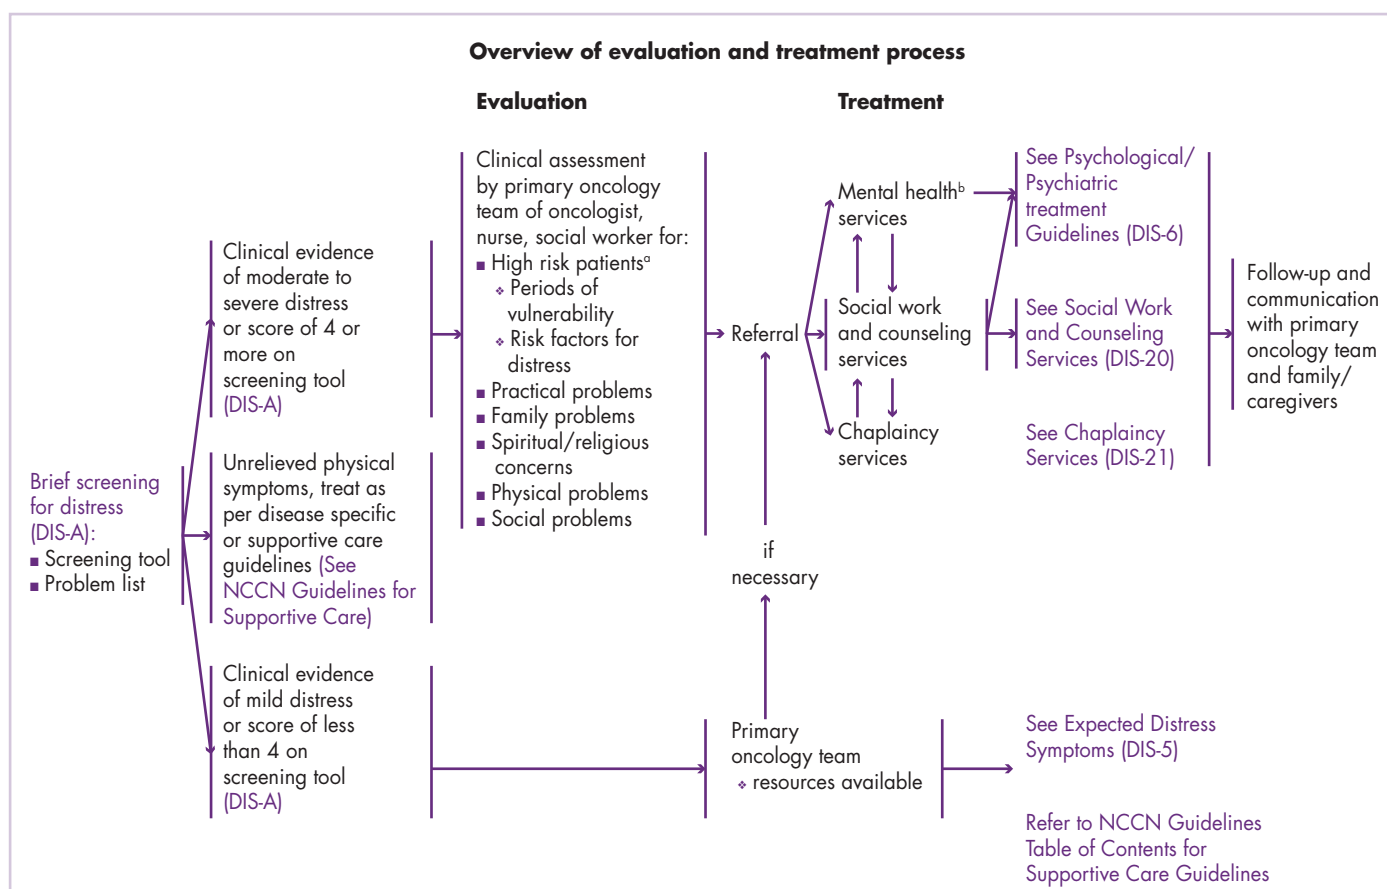 Overview of evaluation and treatment process
Evaluation
Treatment
Brief screening
for distress
(DIS-A):
■ Screening tool
■ Problem list
Clinical evidence
of moderate to
severe distress
or score of 4 or
more on
screening tool
(DIS-A)
Unrelieved physical
symptoms, treat as
per disease specific
or supportive care
guidelines (See
NCCN Guidelines for
Supportive Care)
Clinical evidence
of mild distress
or score of less
than 4 on
screening tool
(DIS-A)
Clinical assessment
by primary oncology
team of oncologist,
nurse, social worker for:
■ High risk patientsᵃ
❖ Periods of
vulnerability
❖ Risk factors for
distress
■ Practical problems
■ Family problems
■ Spiritual/religious
concerns
■ Physical problems
■ Social problems
Referral
if
necessary
Primary
oncology team
❖ resources available
Mental healthᵇ
services
Social work
and counseling
services
Chaplaincy
services
See Psychological/
Psychiatric
treatment
Guidelines (DIS-6)
See Social Work
and Counseling
Services (DIS-20)
See Chaplaincy
Services (DIS-21)
Follow-up and
communication
with primary
oncology team
and family/
caregivers
See Expected Distress
Symptoms (DIS-5)
Refer to NCCN Guidelines
Table of Contents for
Supportive Care Guidelines